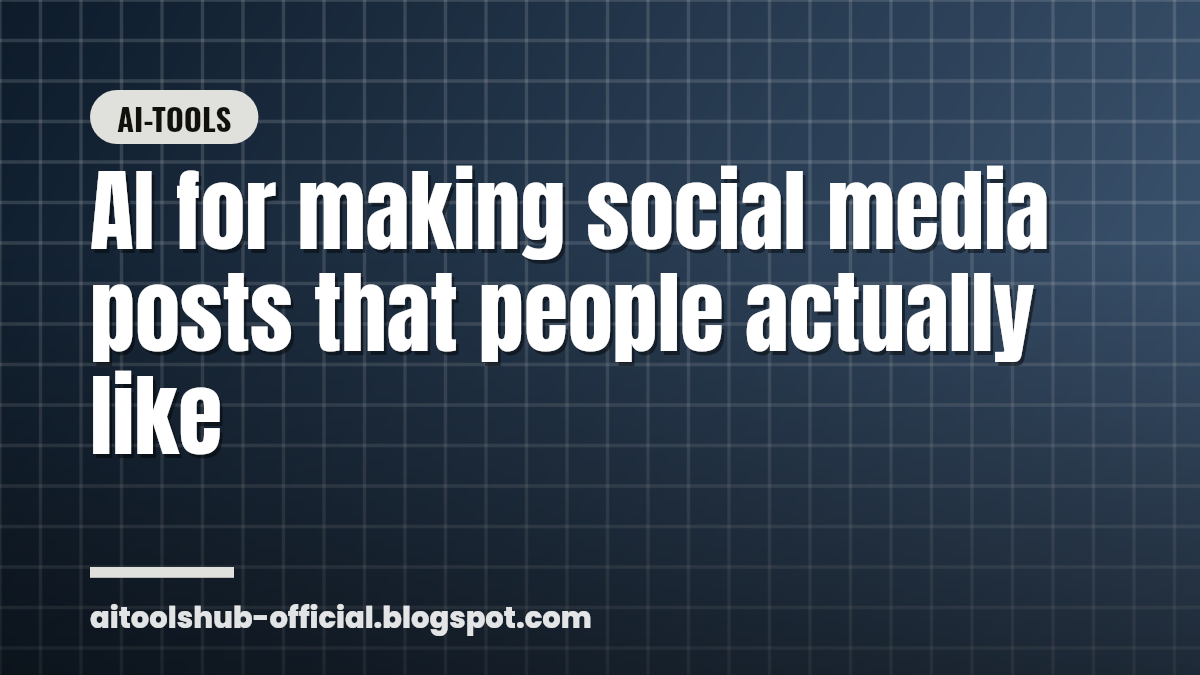 AI-TOOLS
AI for making social media
posts that people actually
like
aitoolshub-official.blogspot.com